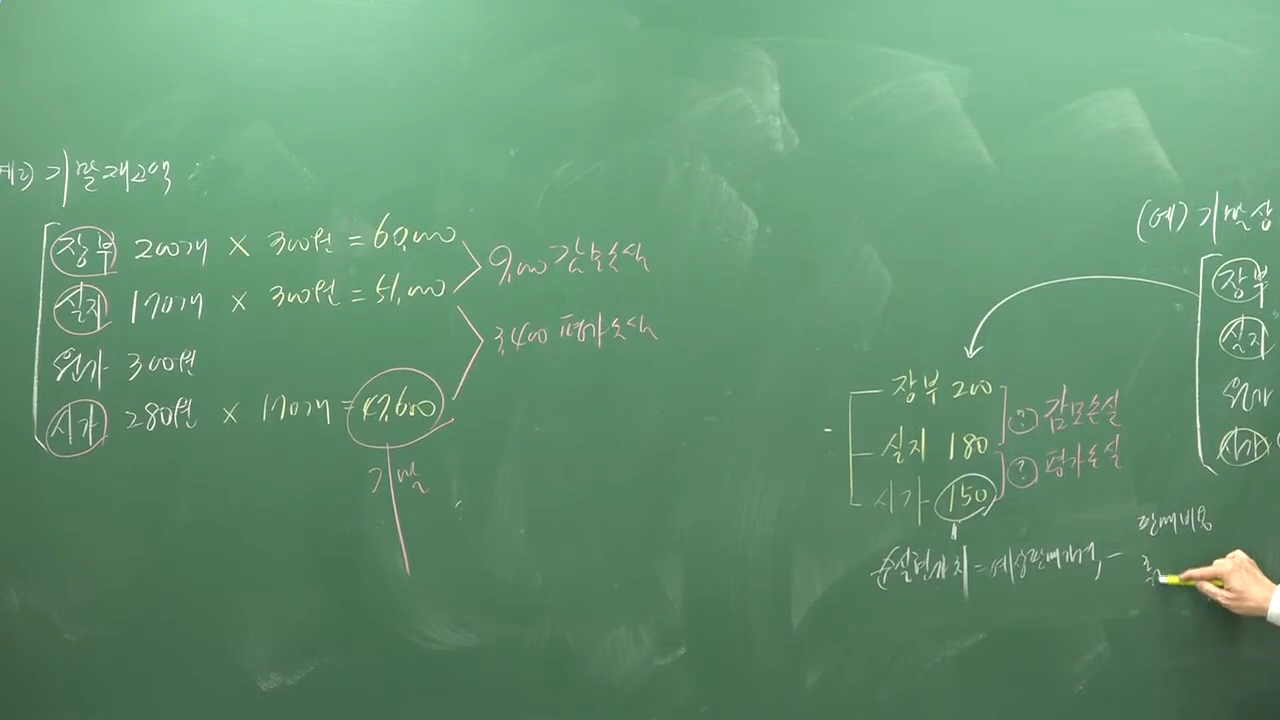 예2) 기말재고액
장부 200개 × 300원 = 60,000
실지 170개 × 300원 = 51,000
원가 300원
시가 280원 × 170개 = 47,600
9,000 감모손실
3,400 평가손실
기말
장부 200
실지 180
시가 150
? 감모손실
? 평가손실
순실현가치 = 예상판매가격 -
판매비용
(예) 기말상
장부
실지
원가
시가